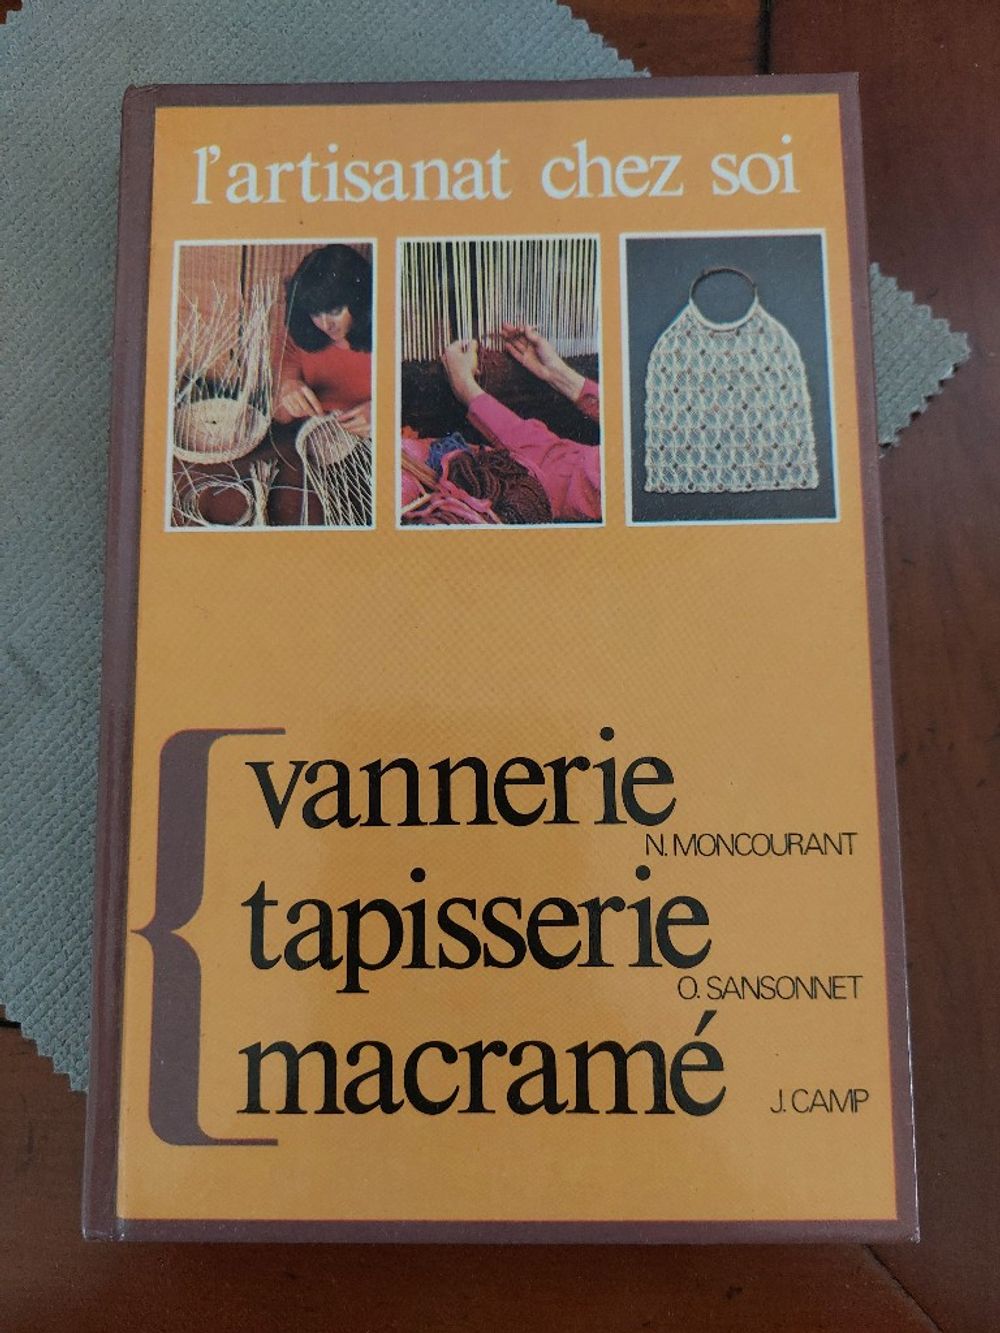 l'artisanat chez soi
vannerie
N. MONCOURANT
tapisserie
O. SANSONNET
macramé
J. CAMP